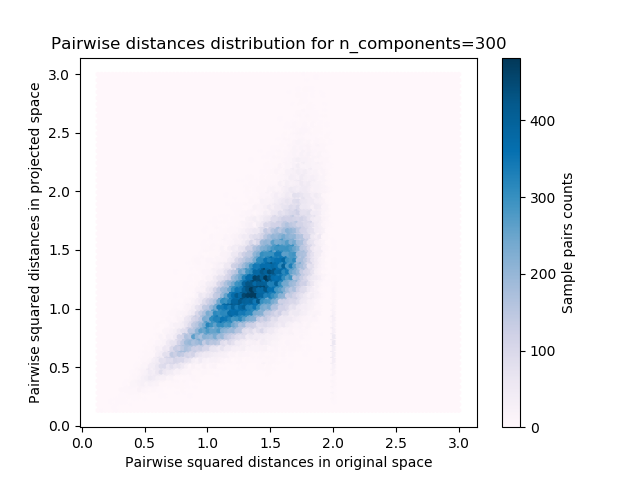 Pairwise distances distribution for n_components=300
Pairwise squared distances in projected space
3.0
2.5
2.0
1.5
1.0
0.5
0.0
0.0 0.5 1.0 1.5 2.0 2.5 3.0
Pairwise squared distances in original space
400
300
200
100
0
Sample pairs counts